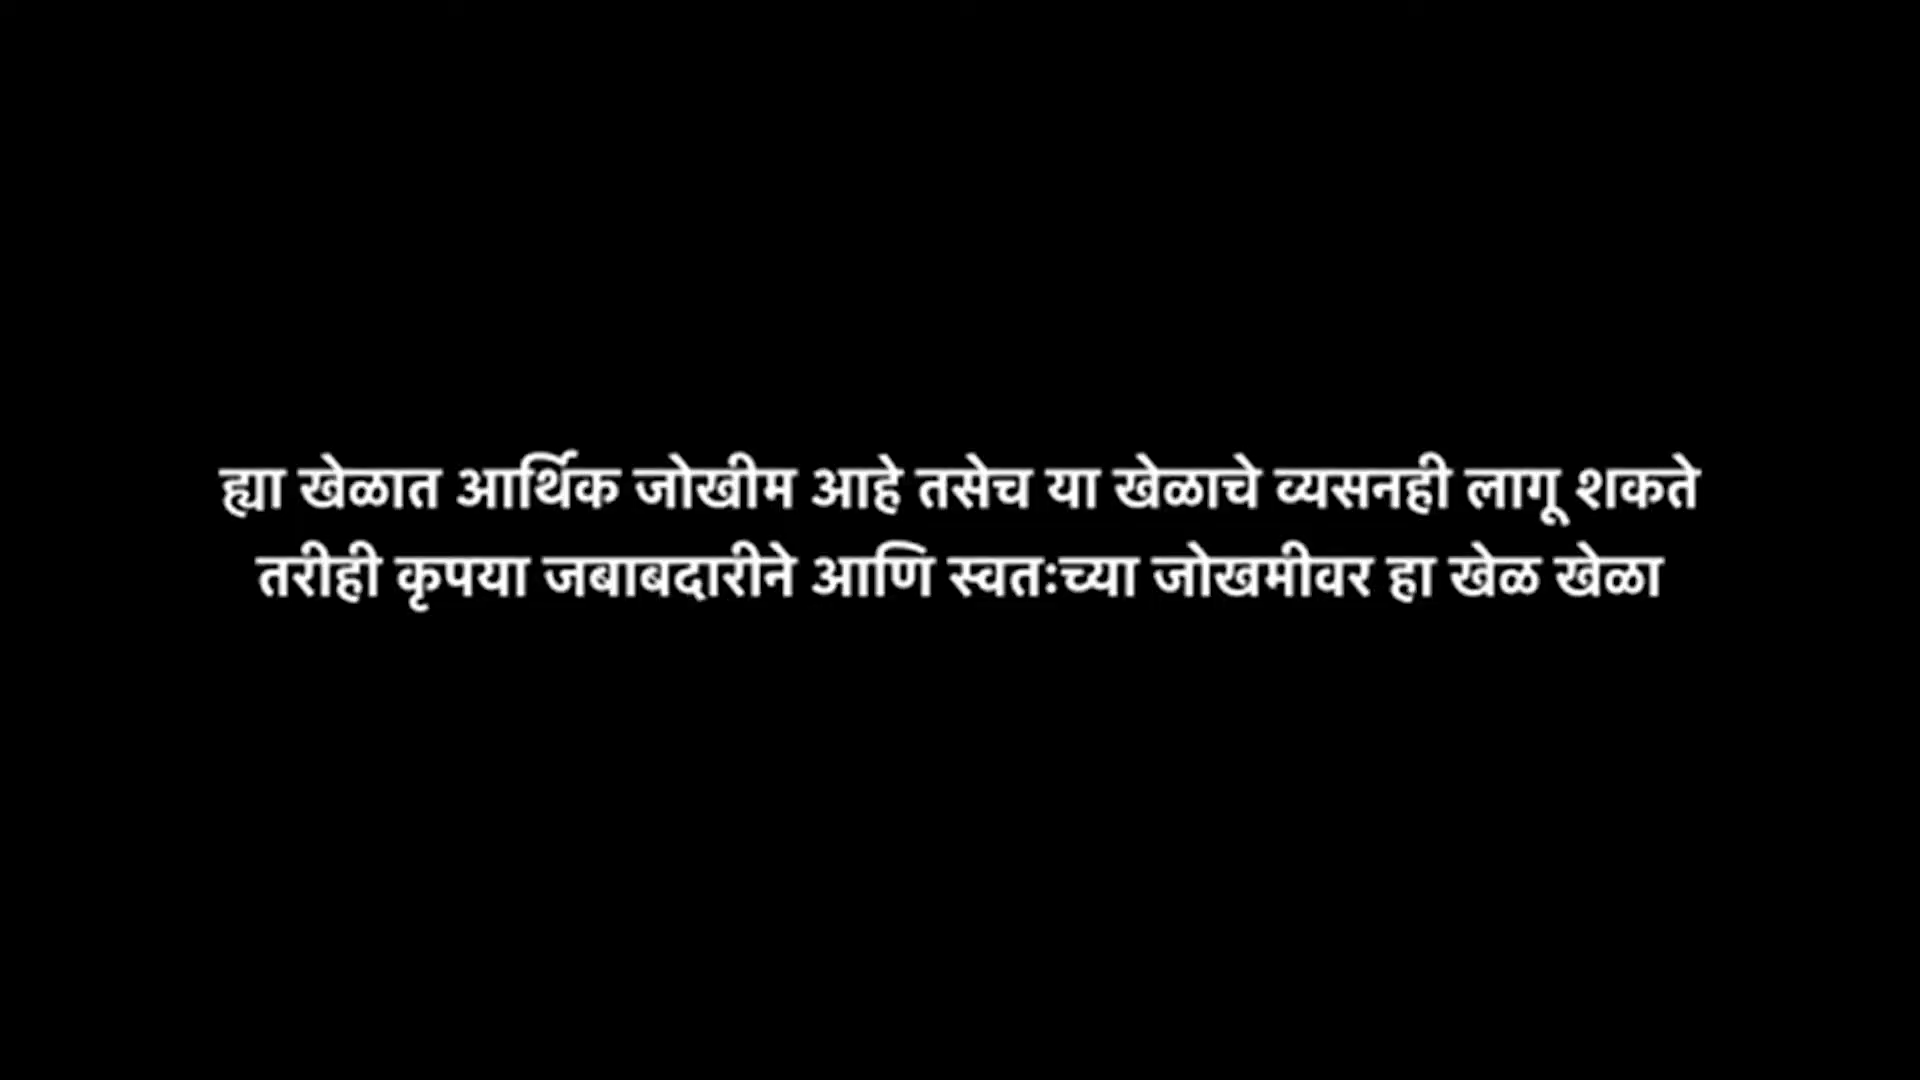 ह्या खेळात आर्थिक जोखीम आहे तसेच या खेळाचे व्यसनही लागू शकते
तरीही कृपया जबाबदारीने आणि स्वतःच्या जोखमीवर हा खेळ खेळा